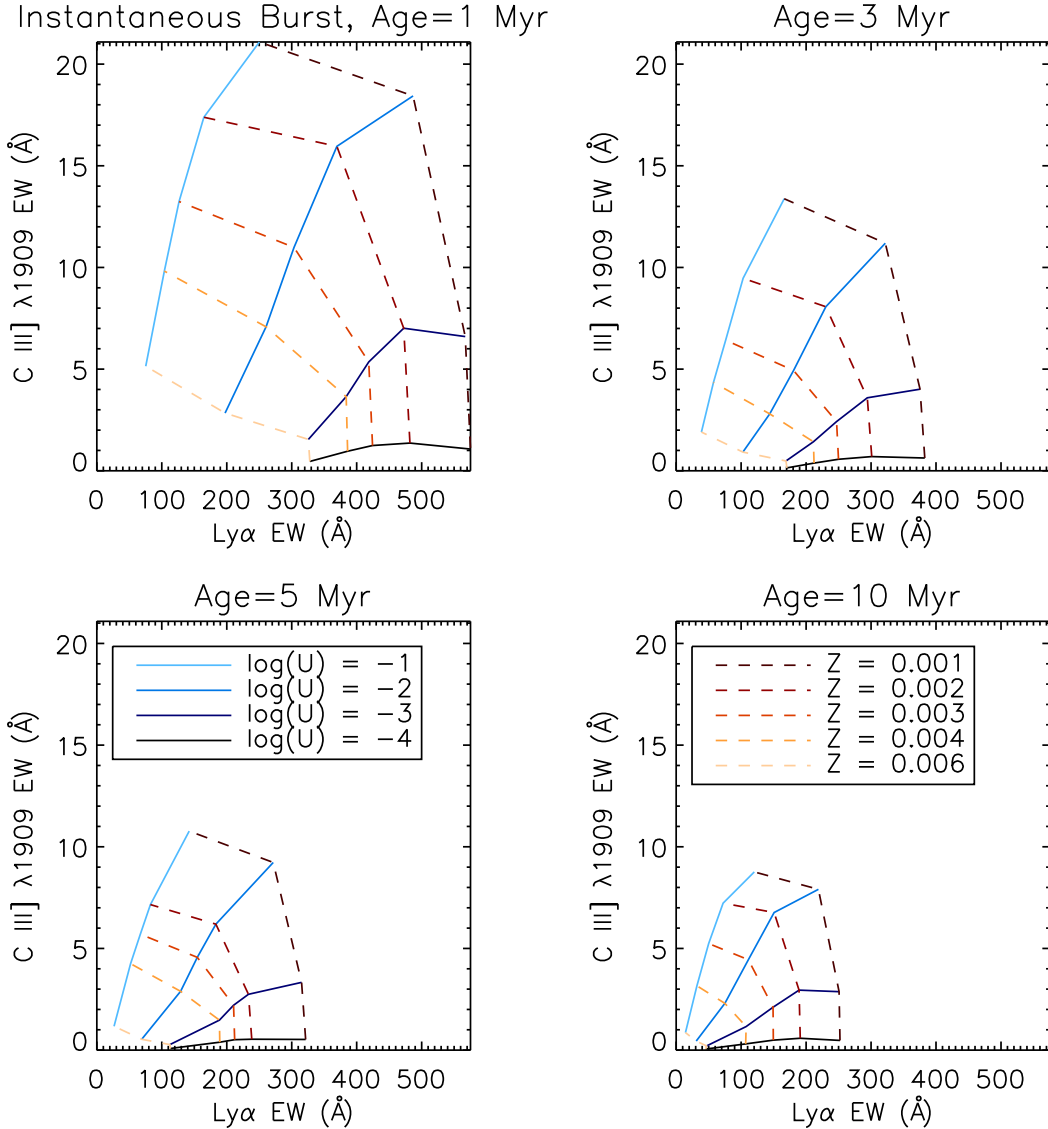 Instantaneous Burst, Age=1 Myr
C III] λ1909 EW (Å)
20
15
10
5
0
0 100 200 300 400 500
Lyα EW (Å)
Age=3 Myr
C III] λ1909 EW (Å)
20
15
10
5
0
0 100 200 300 400 500
Lyα EW (Å)
Age=5 Myr
C III] λ1909 EW (Å)
20
15
10
5
0
log(U) = −1
log(U) = −2
log(U) = −3
log(U) = −4
0 100 200 300 400 500
Lyα EW (Å)
Age=10 Myr
C III] λ1909 EW (Å)
20
15
10
5
0
Z = 0.001
Z = 0.002
Z = 0.003
Z = 0.004
Z = 0.006
0 100 200 300 400 500
Lyα EW (Å)